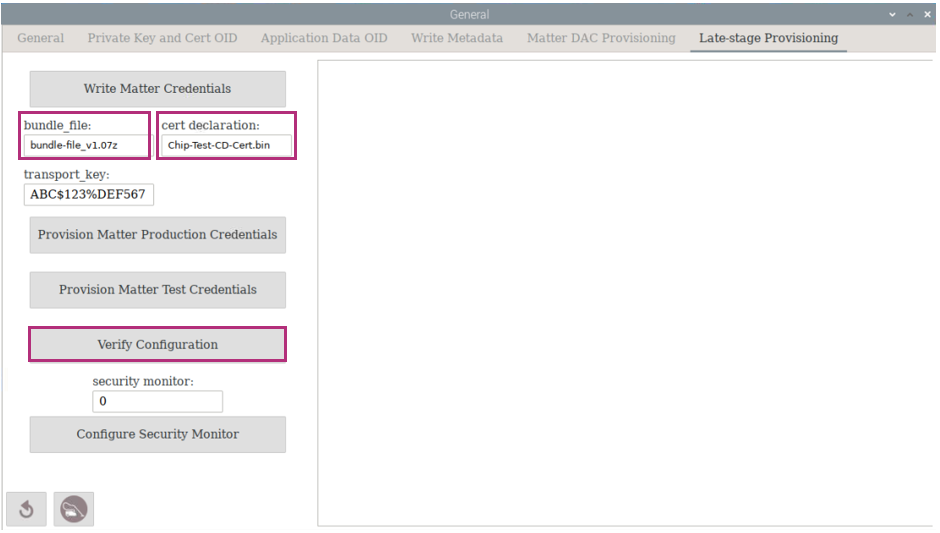 General
General Private Key and Cert OID Application Data OID Write Metadata Matter DAC Provisioning Late-stage Provisioning
Write Matter Credentials
bundle_file: cert declaration:
bundle-file_v1.07z Chip-Test-CD-Cert.bin
transport_key:
ABC$123%DEF567
Provision Matter Production Credentials
Provision Matter Test Credentials
Verify Configuration
security monitor:
0
Configure Security Monitor